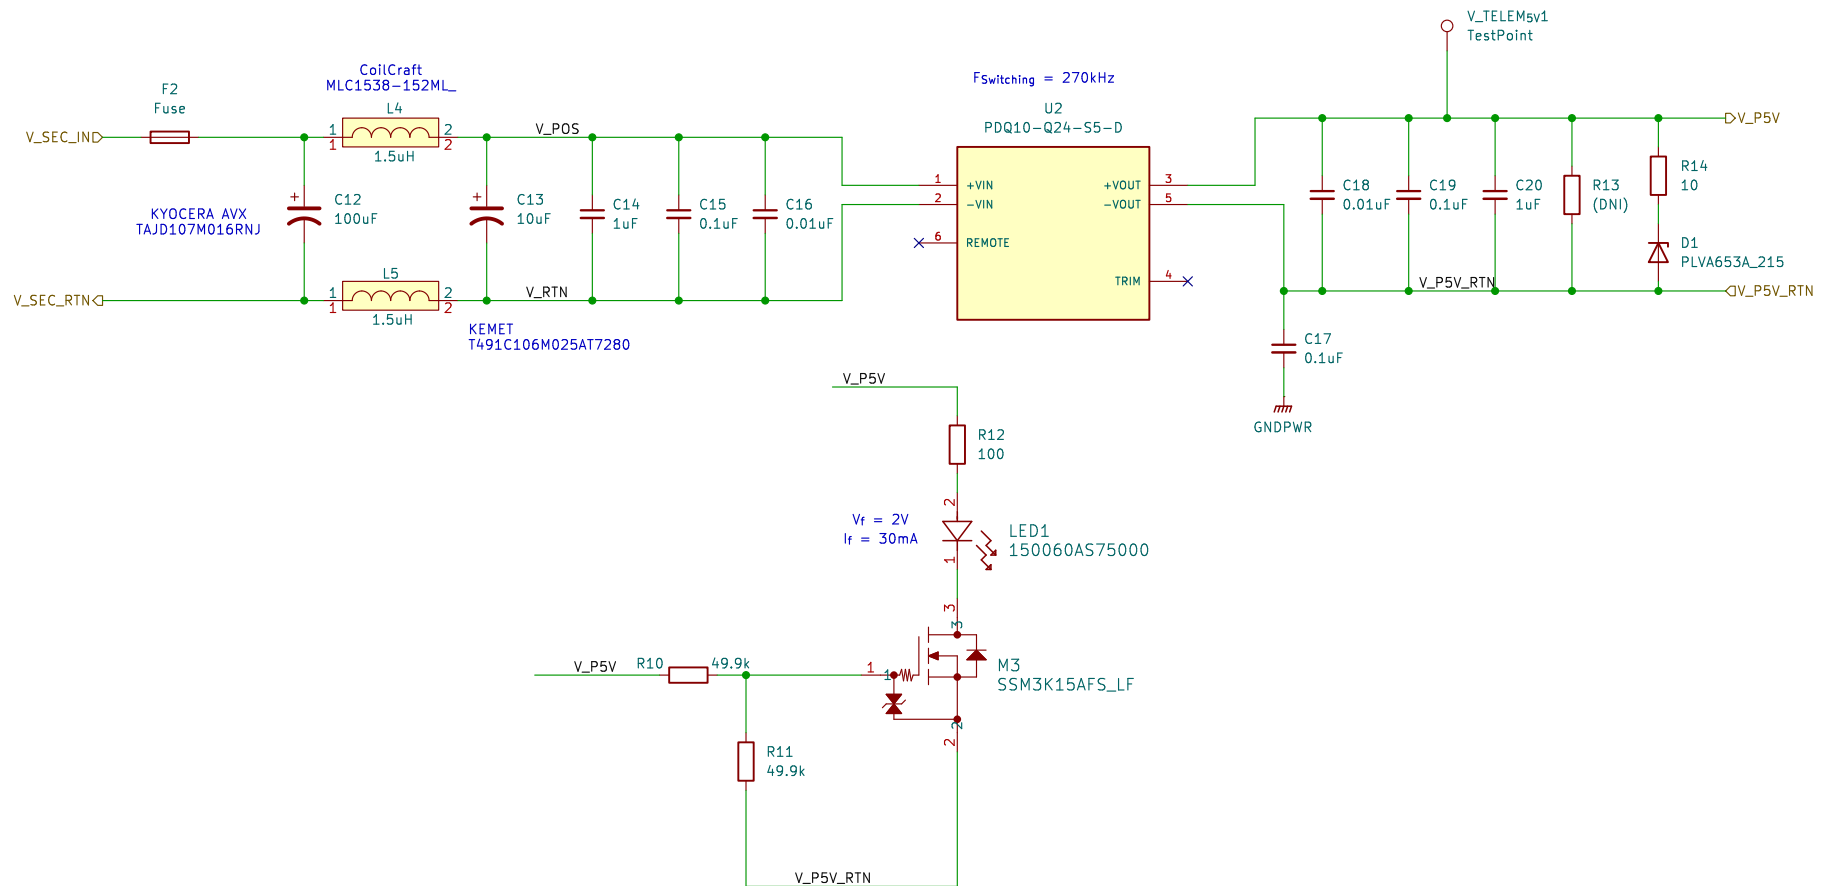 V_TELEM5V1
TestPoint
CoilCraft
MLC1538-152ML_
FSwitching = 270kHz
F2
Fuse
L4
U2
PDQ10-Q24-S5-D
V_SEC_IN
1
1
2
2
1.5uH
V_POS
V_P5V
KYOCERA AVX
TAJD107M016RNJ
+
C12
100uF
+
C13
10uF
C14
1uF
C15
0.1uF
C16
0.01uF
1
+VIN
2
-VIN
6
REMOTE
+VOUT
3
-VOUT
5
TRIM
4
C18
0.01uF
C19
0.1uF
C20
1uF
R13
(DNI)
R14
10
D1
PLVA653A_215
V_SEC_RTN
L5
1
1
2
2
1.5uH
V_RTN
V_P5V_RTN
V_P5V_RTN
KEMET
T491C106M025AT7280
C17
0.1uF
GNDPWR
V_P5V
R12
100
2
Vf = 2V
If = 30mA
LED1
150060AS75000
1
3
3
V_P5V
R10
49.9k
1
1
M3
SSM3K15AFS_LF
2
2
R11
49.9k
V_P5V_RTN